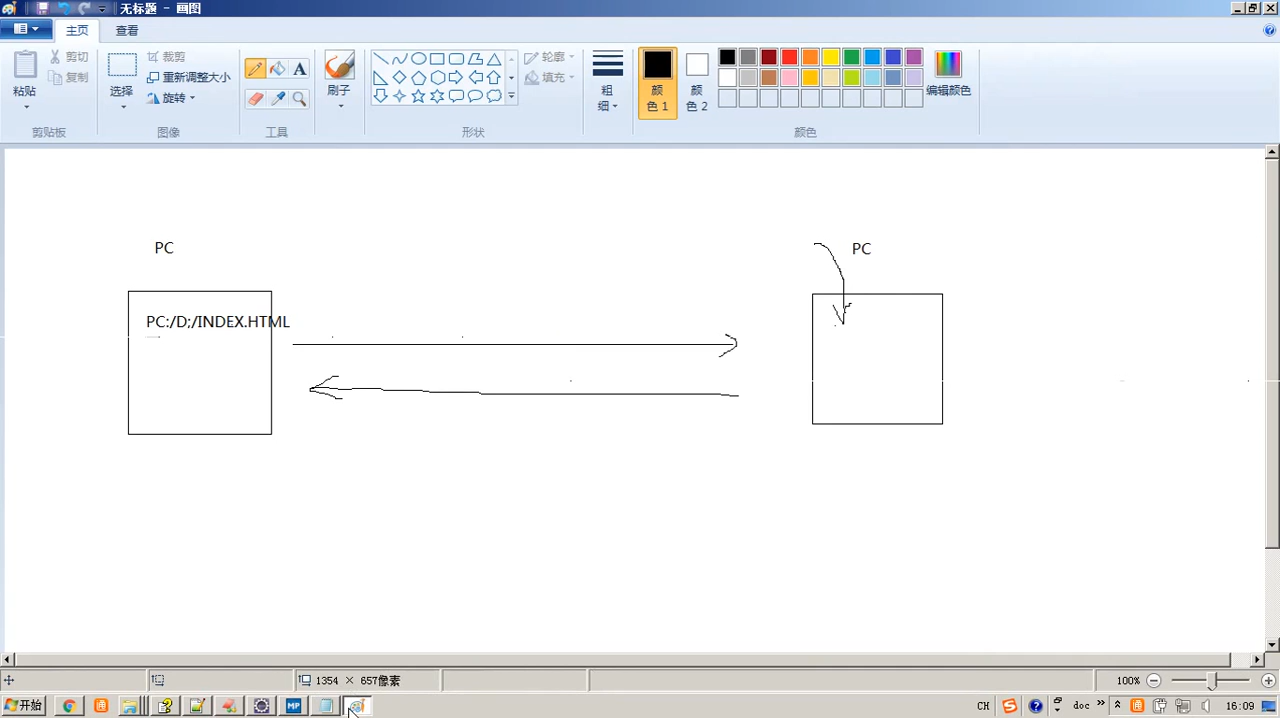 无标题 - 画图
主页
查看
粘贴
剪切
复制
剪贴板
选择
裁剪
重新调整大小
旋转
图像
A
工具
刷子
轮廓
填充
形状
粗
细
颜
色 1
颜
色 2
编辑颜色
颜色
PC
PC
PC:/D;/INDEX.HTML
1354 × 657像素
100%
开始
MP
CH
doc
16:09